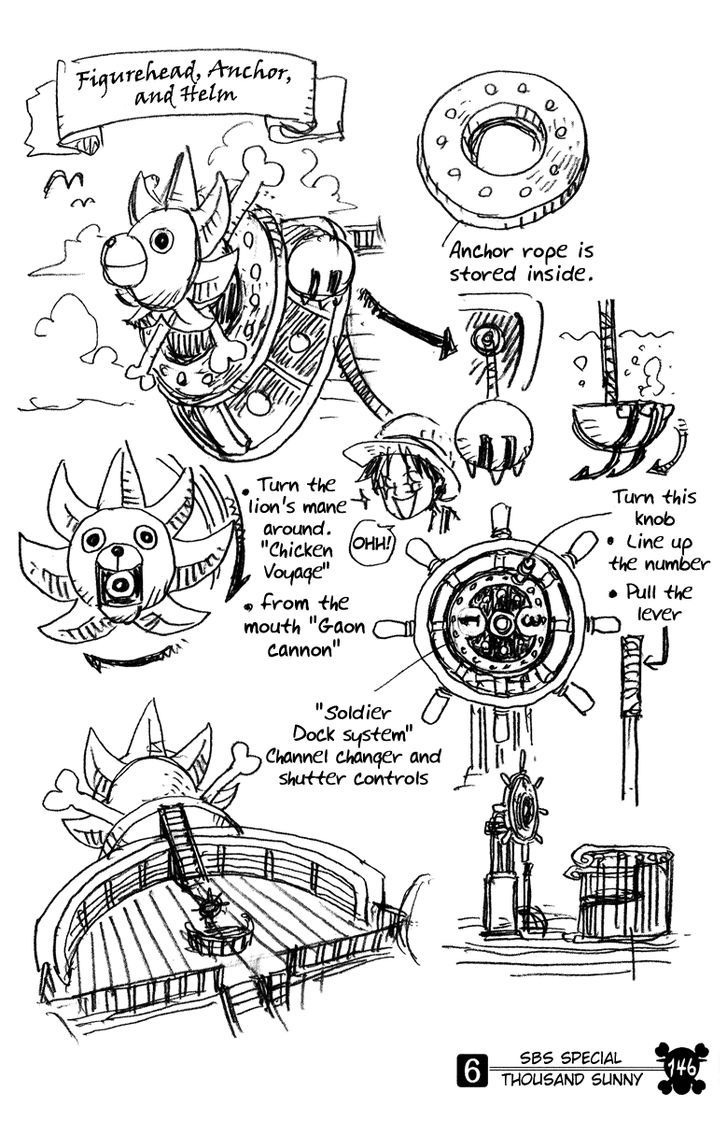 Figurehead, Anchor,
and Helm
Anchor rope is
stored inside.
• Turn the
lion's mane
around.
"Chicken
Voyage"
• From the
mouth "Gaon
cannon"
OHH!
Turn this
knob
• Line up
the number
• Pull the
lever
1
3
"Soldier
Dock system"
Channel changer and
shutter controls
6
SBS SPECIAL
THOUSAND SUNNY
146